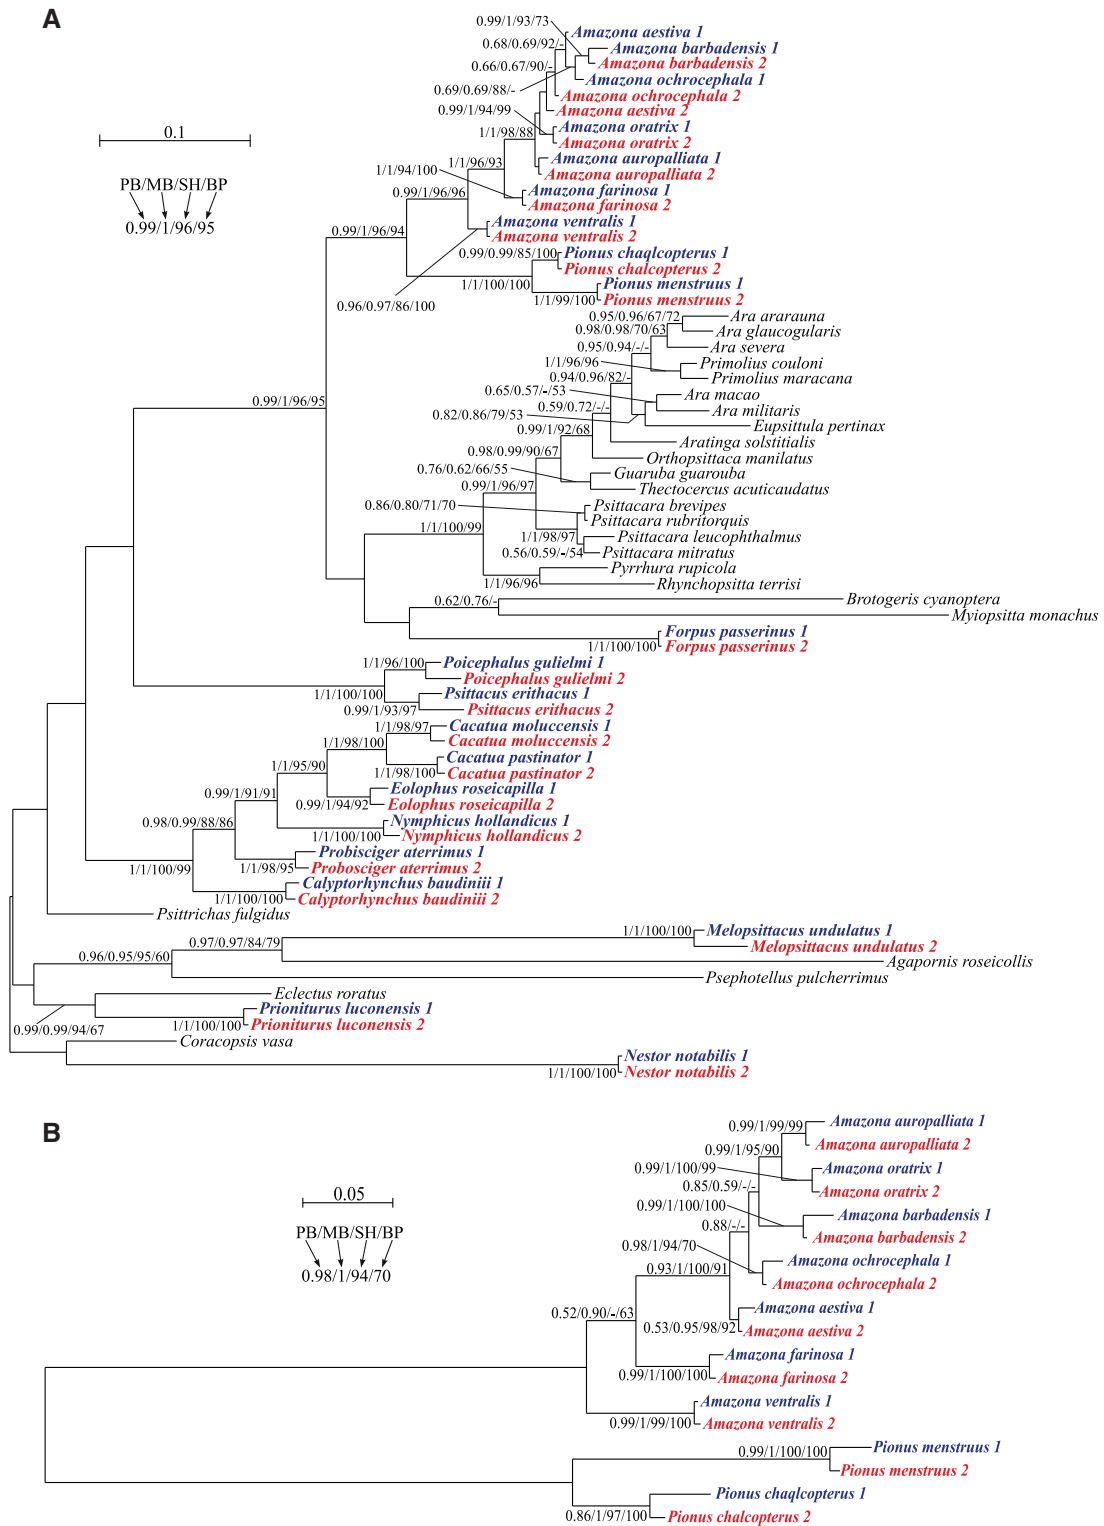 A
0.99/1/93/73
Amazona aestiva 1
0.68/0.69/92/-
Amazona barbadensis 1
Amazona barbadensis 2
0.66/0.67/90/-
Amazona ochrocephala 1
0.69/0.69/88/-
Amazona ochrocephala 2
0.99/1/94/99
Amazona aestiva 2
0.1
Amazona oratrix 1
1/1/98/88
Amazona oratrix 2
1/1/96/93
Amazona auropalliata 1
1/1/94/100
Amazona auropalliata 2
PB/MB/SH/BP
0.99/1/96/96
Amazona farinosa 1
Amazona farinosa 2
0.99/1/96/95
Amazona ventralis 1
0.99/1/96/94
Amazona ventralis 2
0.99/0.99/85/100
Pionus chaqlcopterus 1
Pionus chalcopterus 2
1/1/100/100
Pionus menstruus 1
0.96/0.97/86/100
1/1/99/100
Pionus menstruus 2
0.95/0.96/67/72
Ara ararauna
0.98/0.98/70/63
Ara glaucogularis
0.95/0.94/-/-
Ara severa
1/1/96/96
Primolius couloni
0.94/0.96/82/-
Primolius maracana
0.65/0.57/-/53
Ara macao
0.99/1/96/95
0.59/0.72/-/-
Ara militaris
0.82/0.86/79/53
Eupsittula pertinax
0.99/1/92/68
Aratinga solstitialis
0.98/0.99/90/67
Orthopsittaca manilatus
0.76/0.62/66/55
Guaruba guarouba
0.99/1/96/97
Thectocercus acuticaudatus
0.86/0.80/71/70
Psittacara brevipes
Psittacara rubritorquis
1/1/100/99
1/1/98/97
Psittacara leucophthalmus
0.56/0.59/-/54
Psittacara mitratus
Pyrrhura rupicola
1/1/96/96
Rhynchopsitta terrisi
0.62/0.76/-
Brotogeris cyanoptera
Myiopsitta monachus
Forpus passerinus 1
1/1/100/100
Forpus passerinus 2
1/1/96/100
Poicephalus gulielmi 1
Poicephalus gulielmi 2
1/1/100/100
Psittacus erithacus 1
0.99/1/93/97
Psittacus erithacus 2
1/1/98/97
Cacatua moluccensis 1
1/1/98/100
Cacatua moluccensis 2
Cacatua pastinator 1
1/1/95/90
1/1/98/100
Cacatua pastinator 2
0.99/1/91/91
Eolophus roseicapilla 1
0.99/1/94/92
Eolophus roseicapilla 2
0.98/0.99/88/86
Nymphicus hollandicus 1
1/1/100/100
Nymphicus hollandicus 2
Probisciger aterrimus 1
1/1/100/99
1/1/98/95
Probosciger aterrimus 2
Calyptorhynchus baudiniii 1
1/1/100/100
Calyptorhynchus baudiniii 2
Psittrichas fulgidus
1/1/100/100
Melopsittacus undulatus 1
0.97/0.97/84/79
Melopsittacus undulatus 2
0.96/0.95/95/60
Agapornis roseicollis
Psephotellus pulcherrimus
Eclectus roratus
Prioniturus luconensis 1
0.99/0.99/94/67
1/1/100/100
Prioniturus luconensis 2
Coracopsis vasa
Nestor notabilis 1
1/1/100/100
Nestor notabilis 2
B
0.99/1/99/99
Amazona auropalliata 1
0.99/1/95/90
Amazona auropalliata 2
0.99/1/100/99
Amazona oratrix 1
0.85/0.59/-/-
Amazona oratrix 2
0.05
0.99/1/100/100
Amazona barbadensis 1
0.88/-/-
PB/MB/SH/BP
Amazona barbadensis 2
0.98/1/94/70
Amazona ochrocephala 1
0.98/1/94/70
0.93/1/100/91
Amazona ochrocephala 2
0.52/0.90/-/63
Amazona aestiva 1
0.53/0.95/98/92
Amazona aestiva 2
Amazona farinosa 1
0.99/1/100/100
Amazona farinosa 2
Amazona ventralis 1
0.99/1/99/100
Amazona ventralis 2
0.99/1/100/100
Pionus menstruus 1
Pionus menstruus 2
Pionus chaqlcopterus 1
0.86/1/97/100
Pionus chalcopterus 2